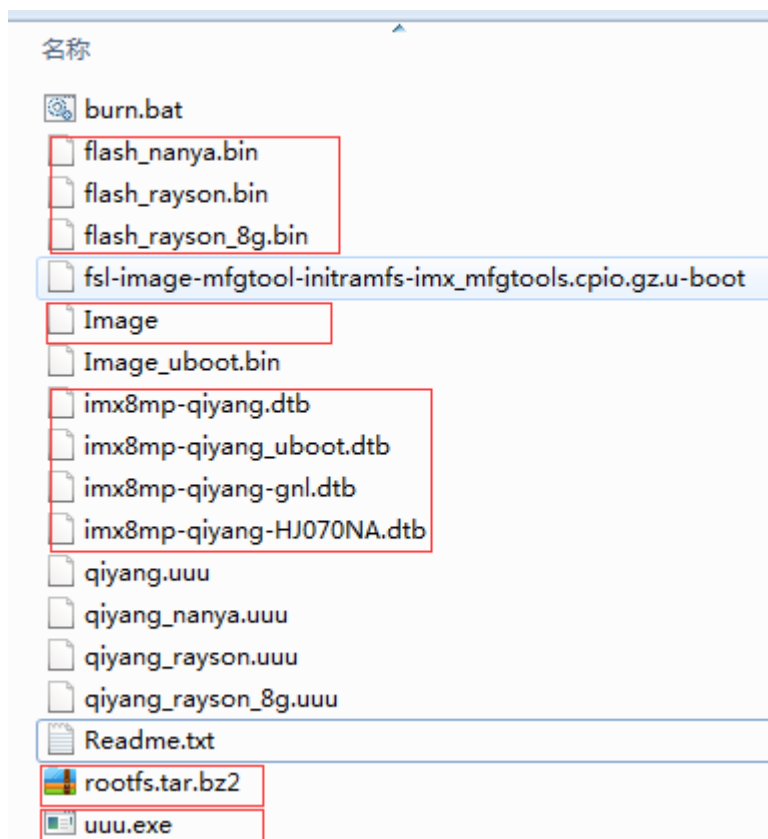 名称
burn.bat
flash_nanya.bin
flash_rayson.bin
flash_rayson_8g.bin
fsl-image-mfgtool-initramfs-imx_mfgtools.cpio.gz.u-boot
Image
Image_uboot.bin
imx8mp-qiyang.dtb
imx8mp-qiyang_uboot.dtb
imx8mp-qiyang-gnl.dtb
imx8mp-qiyang-HJ070NA.dtb
qiyang.uuu
qiyang_nanya.uuu
qiyang_rayson.uuu
qiyang_rayson_8g.uuu
Readme.txt
rootfs.tar.bz2
uuu.exe